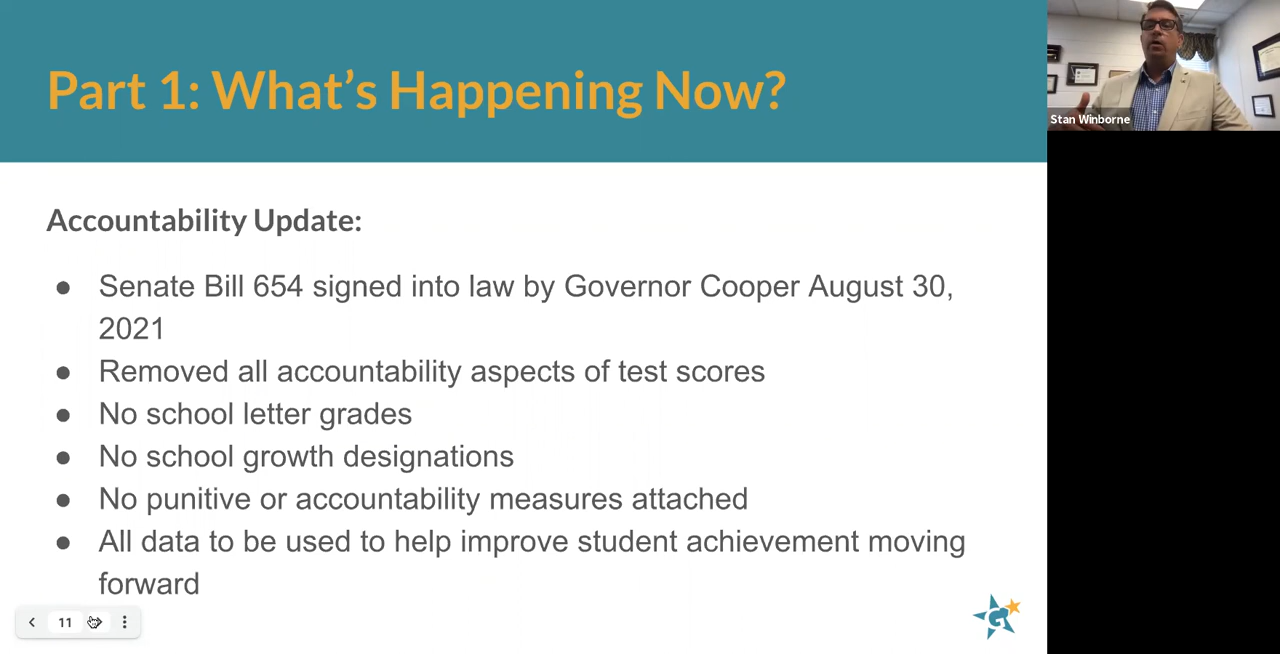 Part 1: What's Happening Now?
Stan Winborne
Accountability Update:
● Senate Bill 654 signed into law by Governor Cooper August 30,
2021
● Removed all accountability aspects of test scores
● No school letter grades
● No school growth designations
● No punitive or accountability measures attached
● All data to be used to help improve student achievement moving
forward
11
G